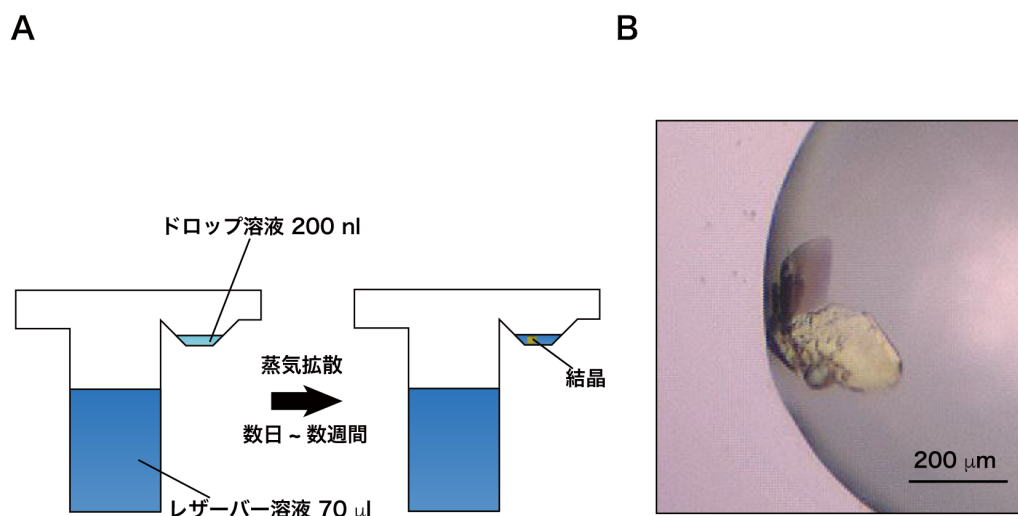 A
B
ドロップ溶液 200 nl
蒸気拡散
数日 ~ 数週間
結晶
レザーバー溶液 70 μl
200 μm